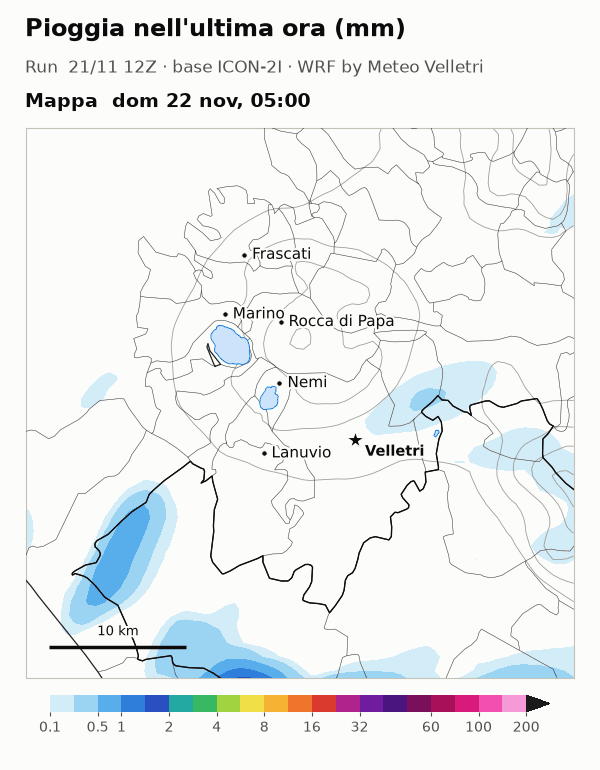 Pioggia nell'ultima ora (mm)
Run  21/11 12Z · base ICON-2I · WRF by Meteo Velletri
Mappa  dom 22 nov, 05:00
Frascati
Marino
Rocca di Papa
Nemi
Velletri
Lanuvio
10 km
0.1 0.5 1 2 4 8 16 32 60 100 200